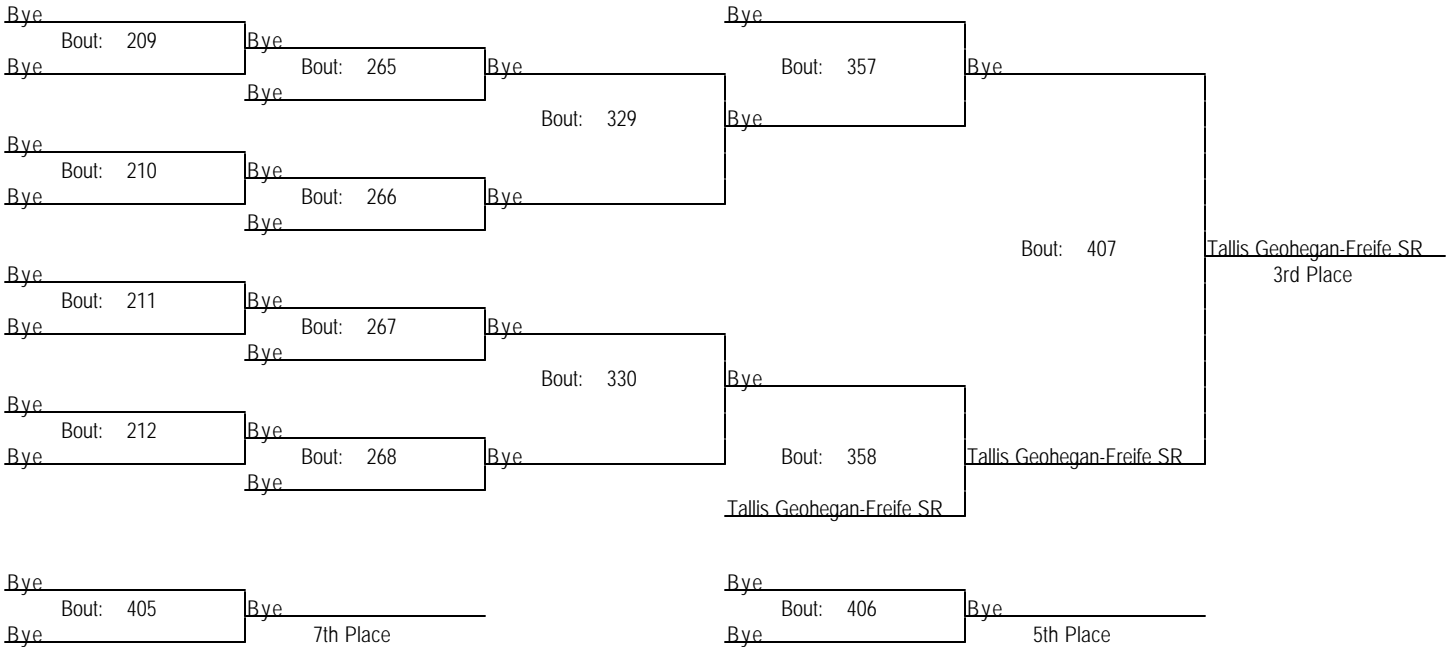 Bye Bye
Bout: 209 Bye
Bye Bout: 265 Bye Bout: 357 Bye
Bye
Bout: 329 Bye
Bye
Bout: 210 Bye
Bye Bout: 266 Bye
Bye
Bout: 407 Tallis Geohegan-Freife SR
Bye 3rd Place
Bout: 211 Bye
Bye Bout: 267 Bye
Bye
Bout: 330 Bye
Bye
Bout: 212 Bye
Bye Bout: 268 Bye Bout: 358 Tallis Geohegan-Freife SR
Bye
Tallis Geohegan-Freife SR
Bye Bye
Bout: 405 Bye Bout: 406 Bye
Bye 7th Place Bye 5th Place